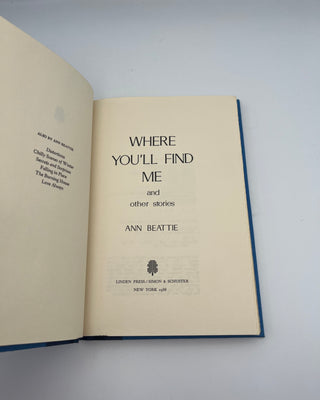 ALSO BY ANN BEATTIE
Distortions
Chilly Scenes of Winter
Secrets and Surprises
Falling in Place
The Burning House
Love Always
WHERE
YOU'LL FIND
ME
and
other stories
ANN BEATTIE
LINDEN PRESS/SIMON & SCHUSTER
NEW YORK 1986